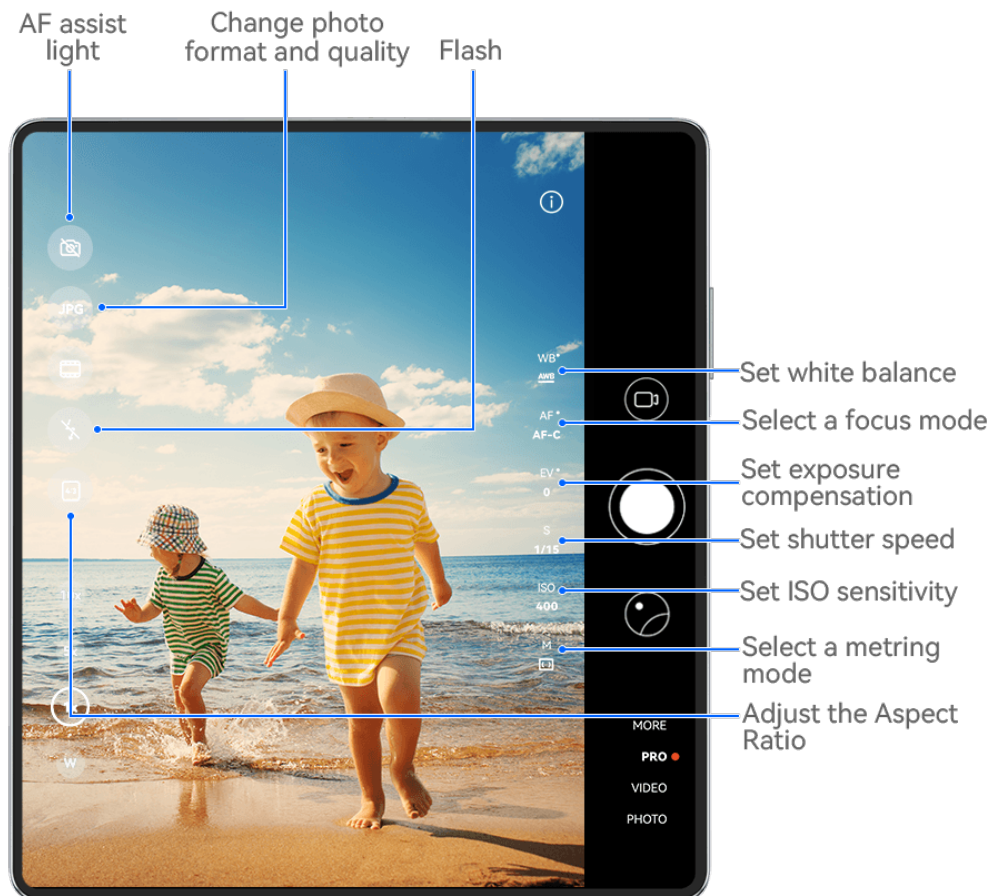 AF assist
light
Change photo
format and quality
Flash
JPG
WB
AWB
Set white balance
AF
AF-C
Select a focus mode
EV
0
Set exposure
compensation
S
1/15
Set shutter speed
ISO
400
Set ISO sensitivity
M
Select a metring
mode
Adjust the Aspect
Ratio
W
MORE
PRO
VIDEO
PHOTO